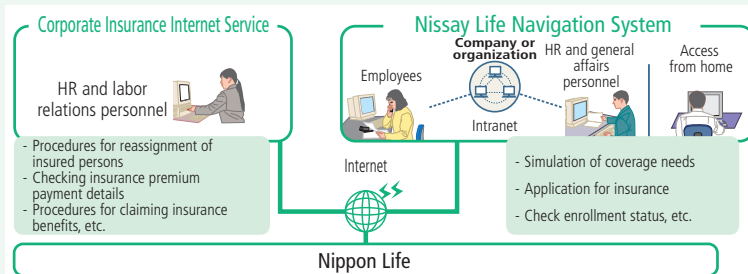 Corporate Insurance Internet Service
HR and labor
relations personnel
- Procedures for reassignment of
insured persons
- Checking insurance premium
payment details
- Procedures for claiming insurance
benefits, etc.
Nissay Life Navigation System
Employees
Company or
organization
Intranet
HR and general
affairs
personnel
Access
from home
- Simulation of coverage needs
- Application for insurance
- Check enrollment status, etc.
Internet
Nippon Life